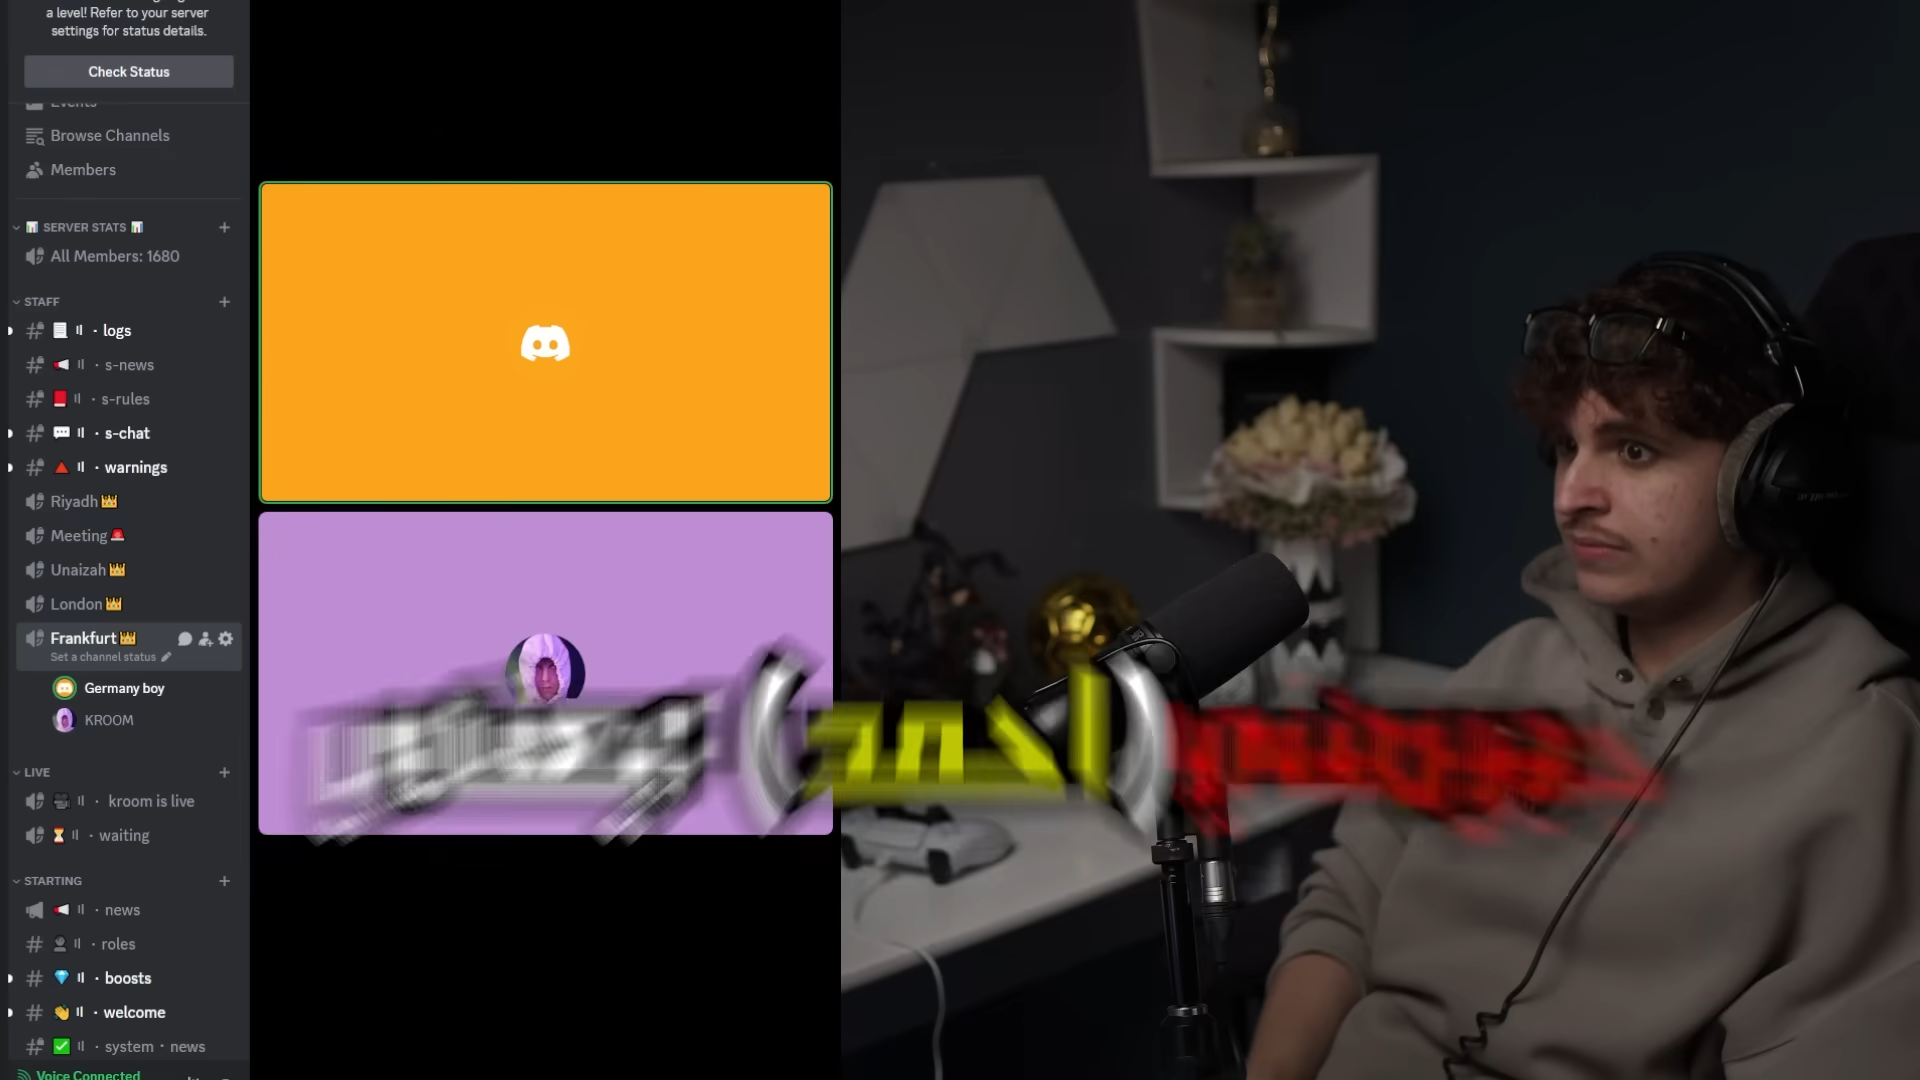 a level! Refer to your server
settings for status details.
Check Status
Events
Browse Channels
Members
SERVER STATS
All Members: 1680
STAFF
logs
s-news
s-rules
s-chat
warnings
Riyadh
Meeting
Unaizah
London
Frankfurt
Set a channel status
Germany boy
KROOM
LIVE
kroom is live
waiting
STARTING
news
roles
boosts
welcome
system · news
Voice Connected
(احمد)